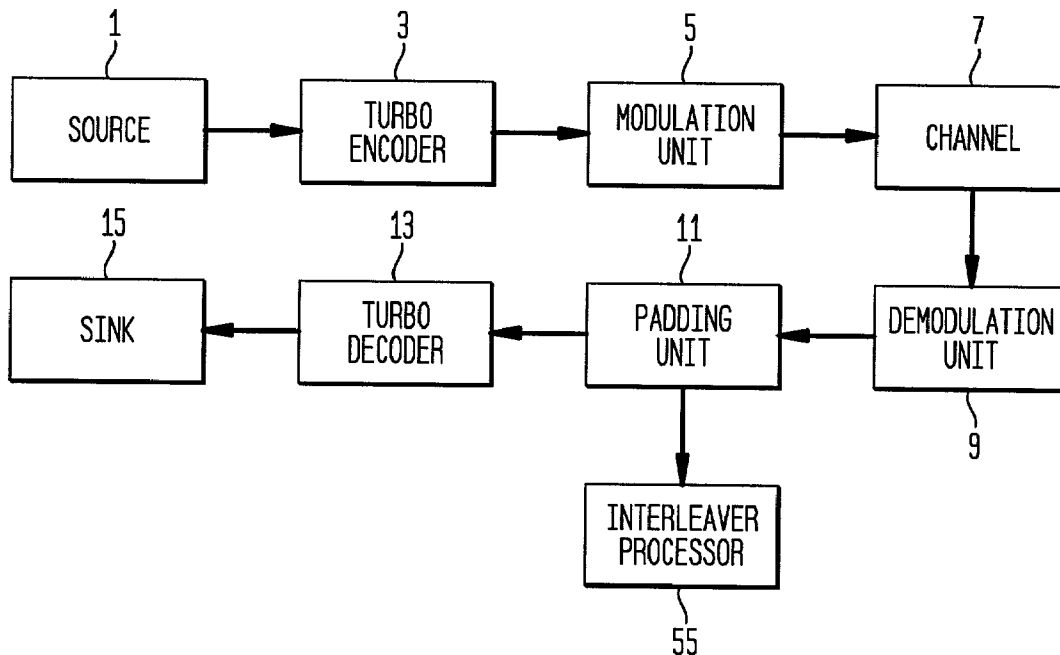 1
3
5
7
SOURCE
TURBO
ENCODER
MODULATION
UNIT
CHANNEL
15
13
11
SINK
TURBO
DECODER
PADDING
UNIT
DEMODULATION
UNIT
9
INTERLEAVER
PROCESSOR
55